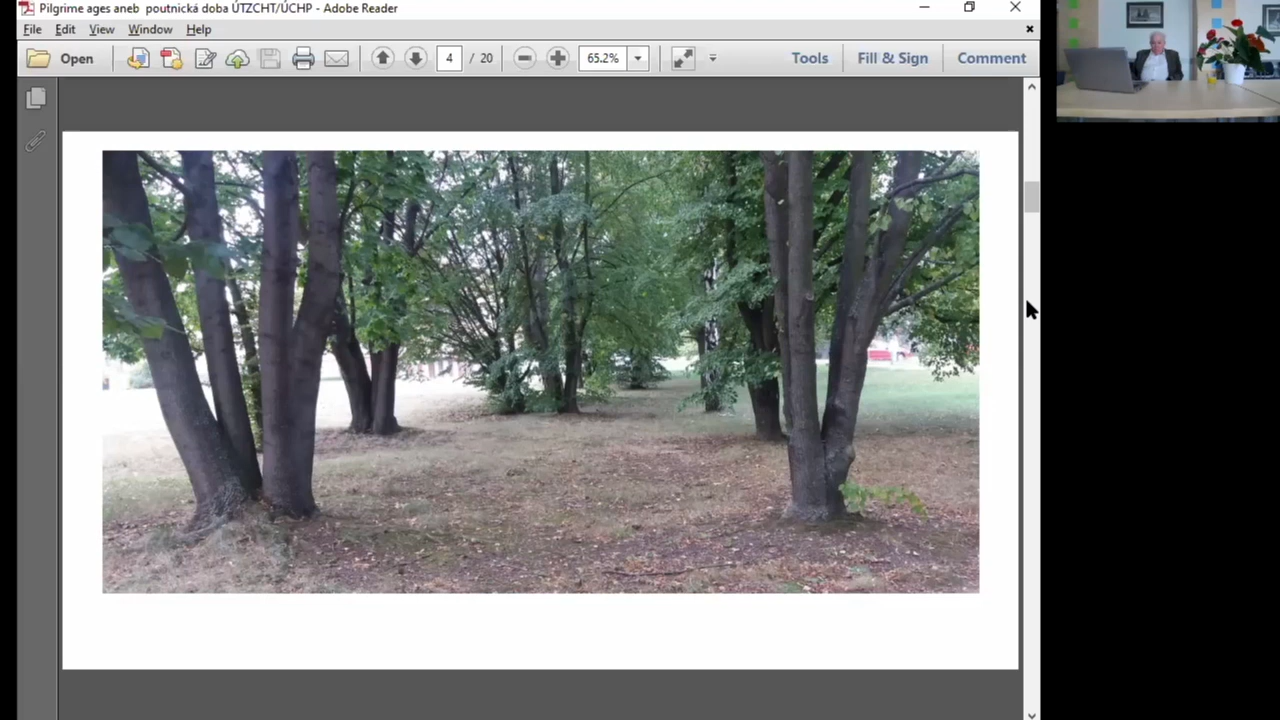 Pilgrime ages aneb poutnická doba ÚTZCHT/ÚCHP - Adobe Reader
File Edit View Window Help
Open 4 / 20 65.2% Tools Fill & Sign Comment